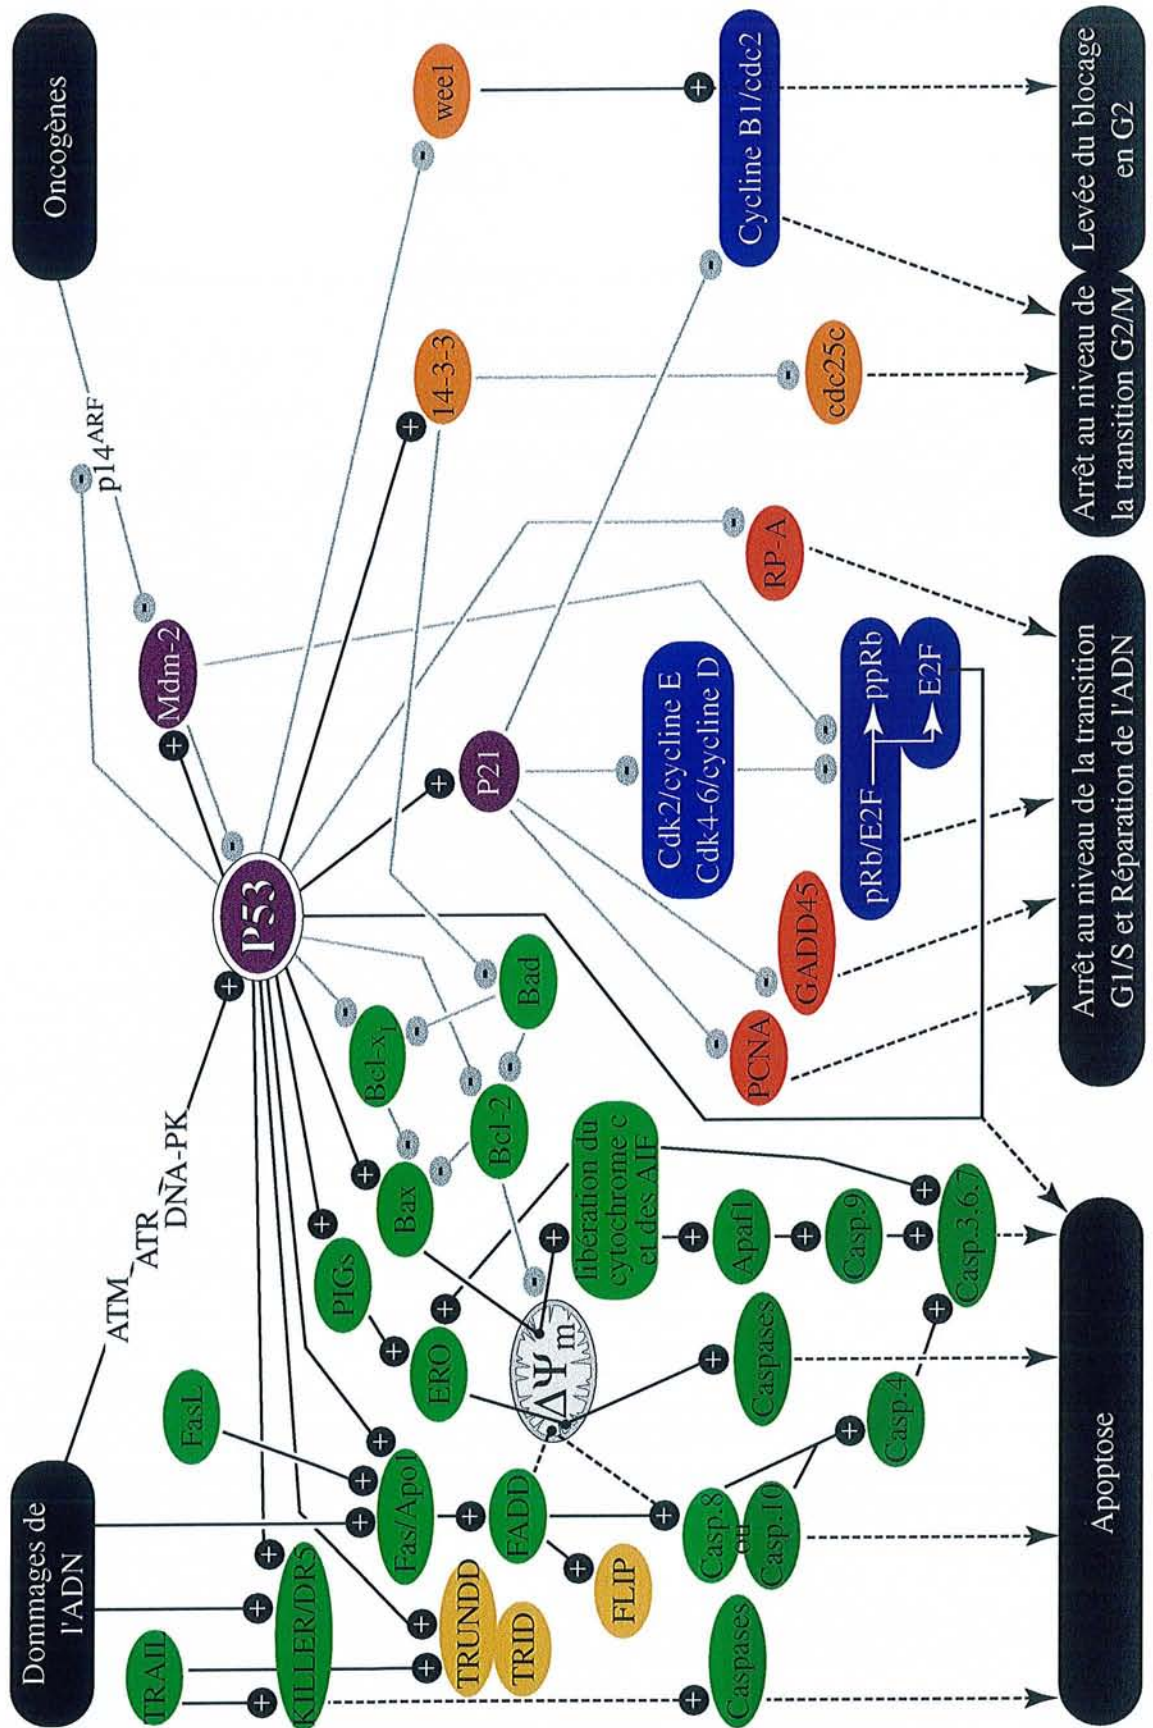 Dommages de
l'ADN
Oncogènes
ATM
ATR
DNA-PK
p14ARF
TRAIL
FasL
Mdm-2
P53
KILLER/DR5
PIGs
Fas/Apo1
ERO
Bax
Bcl-xL
14-3-3
wee1
TRUNDD
TRID
FADD
Bcl-2
Bad
P21
ΔΨm
FLIP
liberation du
cytochrome c
et des AIF
Cdk2/cycline E
Cdk4-6/cycline D
Caspases
Casp.8
ou
Casp.10
Caspases
Apaf1
PCNA
GADD45
RP-A
Cycline B1/cdc2
cdc25c
Casp.9
Casp.4
Casp.3,6,7
pRb/E2F
ppRb
E2F
Apoptose
Arrêt au niveau de la transition
G1/S et Réparation de l'ADN
Arrêt au niveau de
la transition G2/M
Levée du blocage
en G2